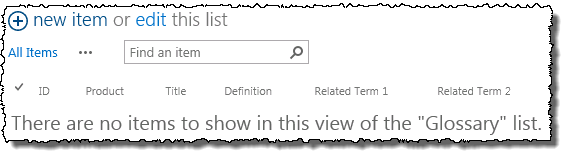 new item or edit this list
All Items ••• Find an item
ID Product Title Definition Related Term 1 Related Term 2
There are no items to show in this view of the "Glossary" list.